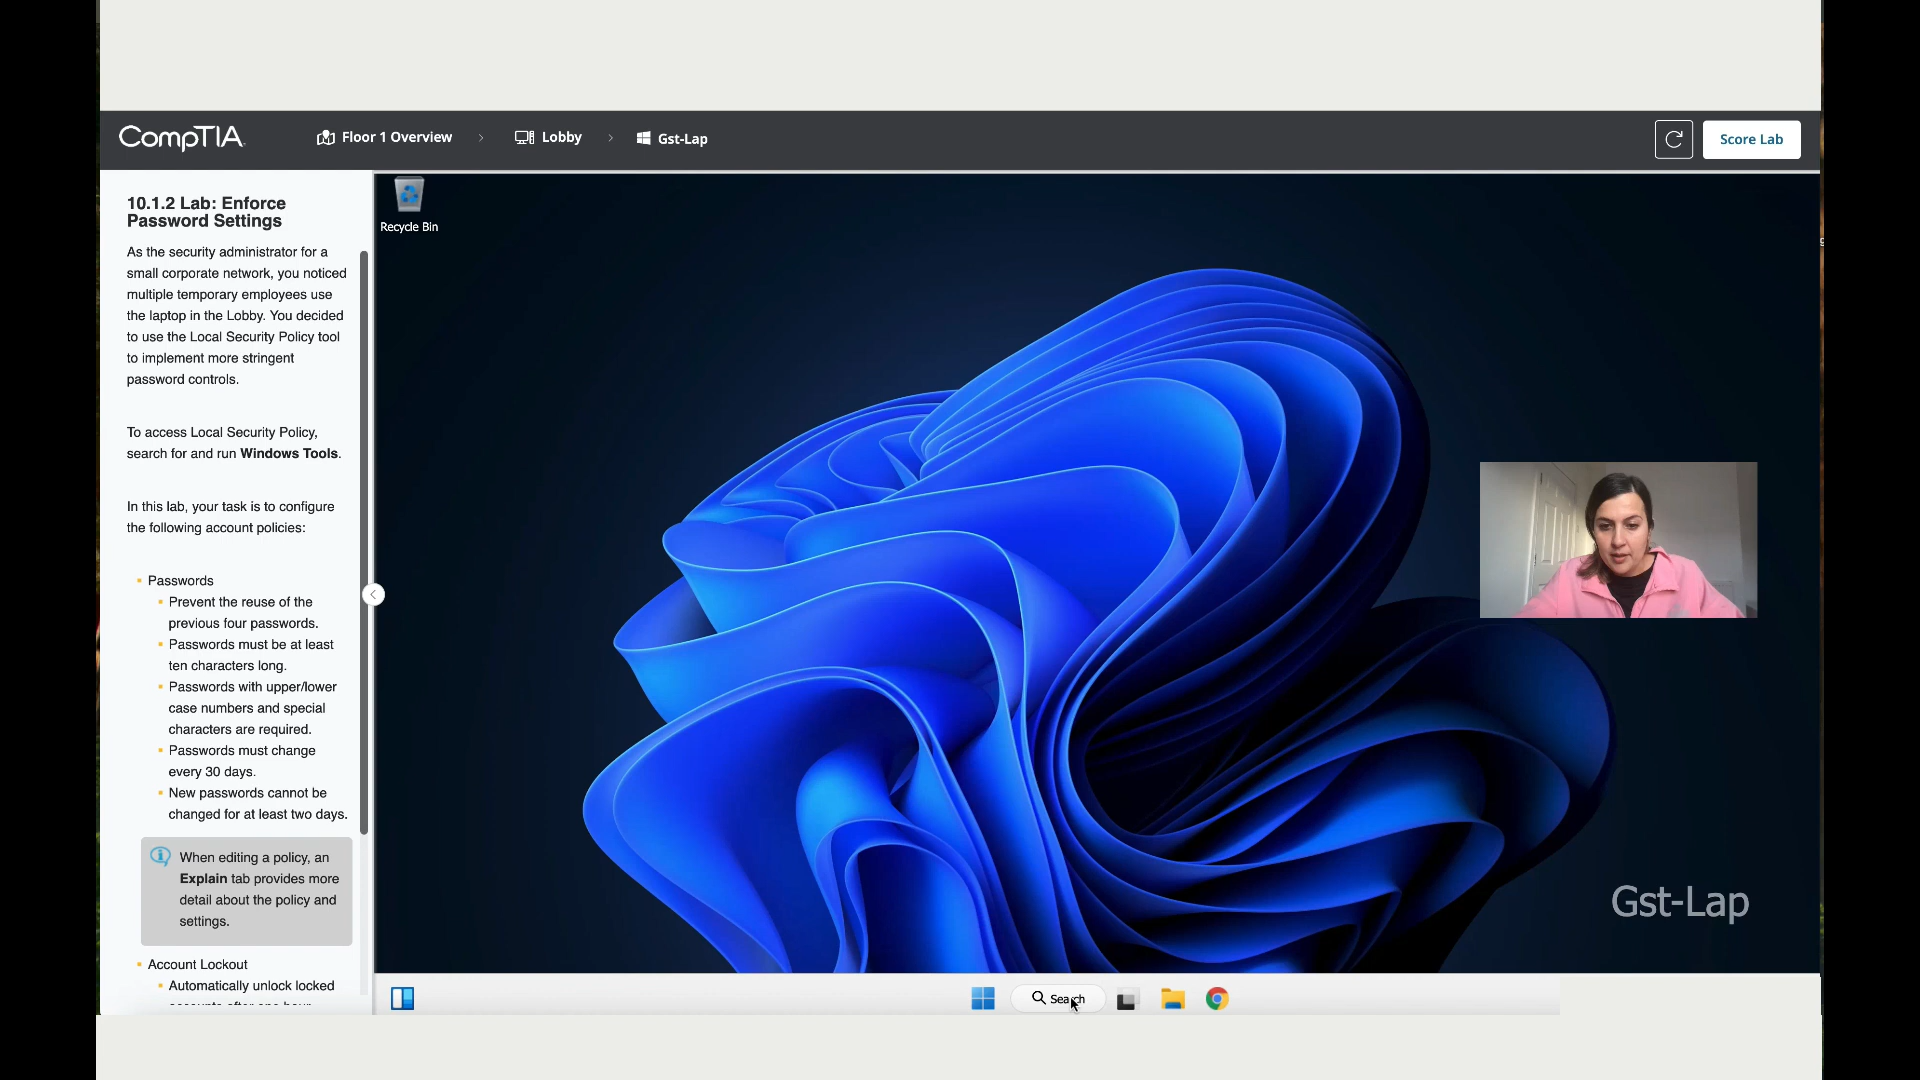 CompTIA.
Floor 1 Overview
Lobby
Gst-Lap
Score Lab
10.1.2 Lab: Enforce
Password Settings
As the security administrator for a
small corporate network, you noticed
multiple temporary employees use
the laptop in the Lobby. You decided
to use the Local Security Policy tool
to implement more stringent
password controls.
To access Local Security Policy,
search for and run Windows Tools.
In this lab, your task is to configure
the following account policies:
Passwords
Prevent the reuse of the
previous four passwords.
Passwords must be at least
ten characters long.
Passwords with upper/lower
case numbers and special
characters are required.
Passwords must change
every 30 days.
New passwords cannot be
changed for at least two days.
When editing a policy, an
Explain tab provides more
detail about the policy and
settings.
Account Lockout
Automatically unlock locked
accounts after one hour
Recycle Bin
Gst-Lap
Search